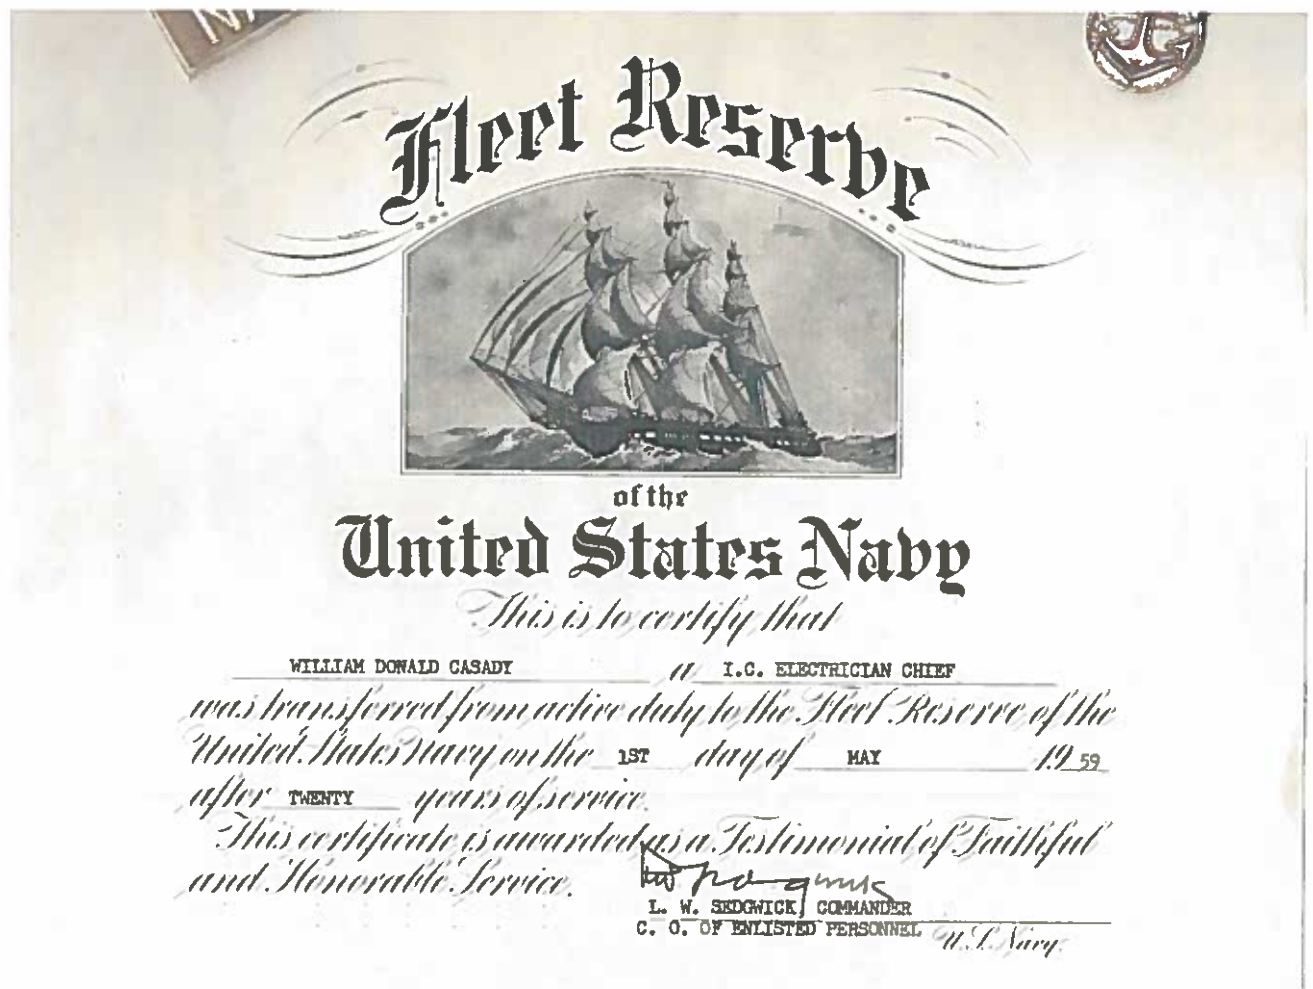 Fleet Reserve
of the
United States Navy
This is to certify that
WILLIAM DONALD CASADY a I.C. ELECTRICIAN CHIEF
was transferred from active duty to the Fleet Reserve of the
United States Navy on the 1ST day of MAY 19 59
after TWENTY years of service.
This certificate is awarded as a Testimonial of Faithful
and Honorable Service.
L. W. SEDGWICK, COMMANDER
C. O. OF ENLISTED PERSONNEL U.S. Navy.